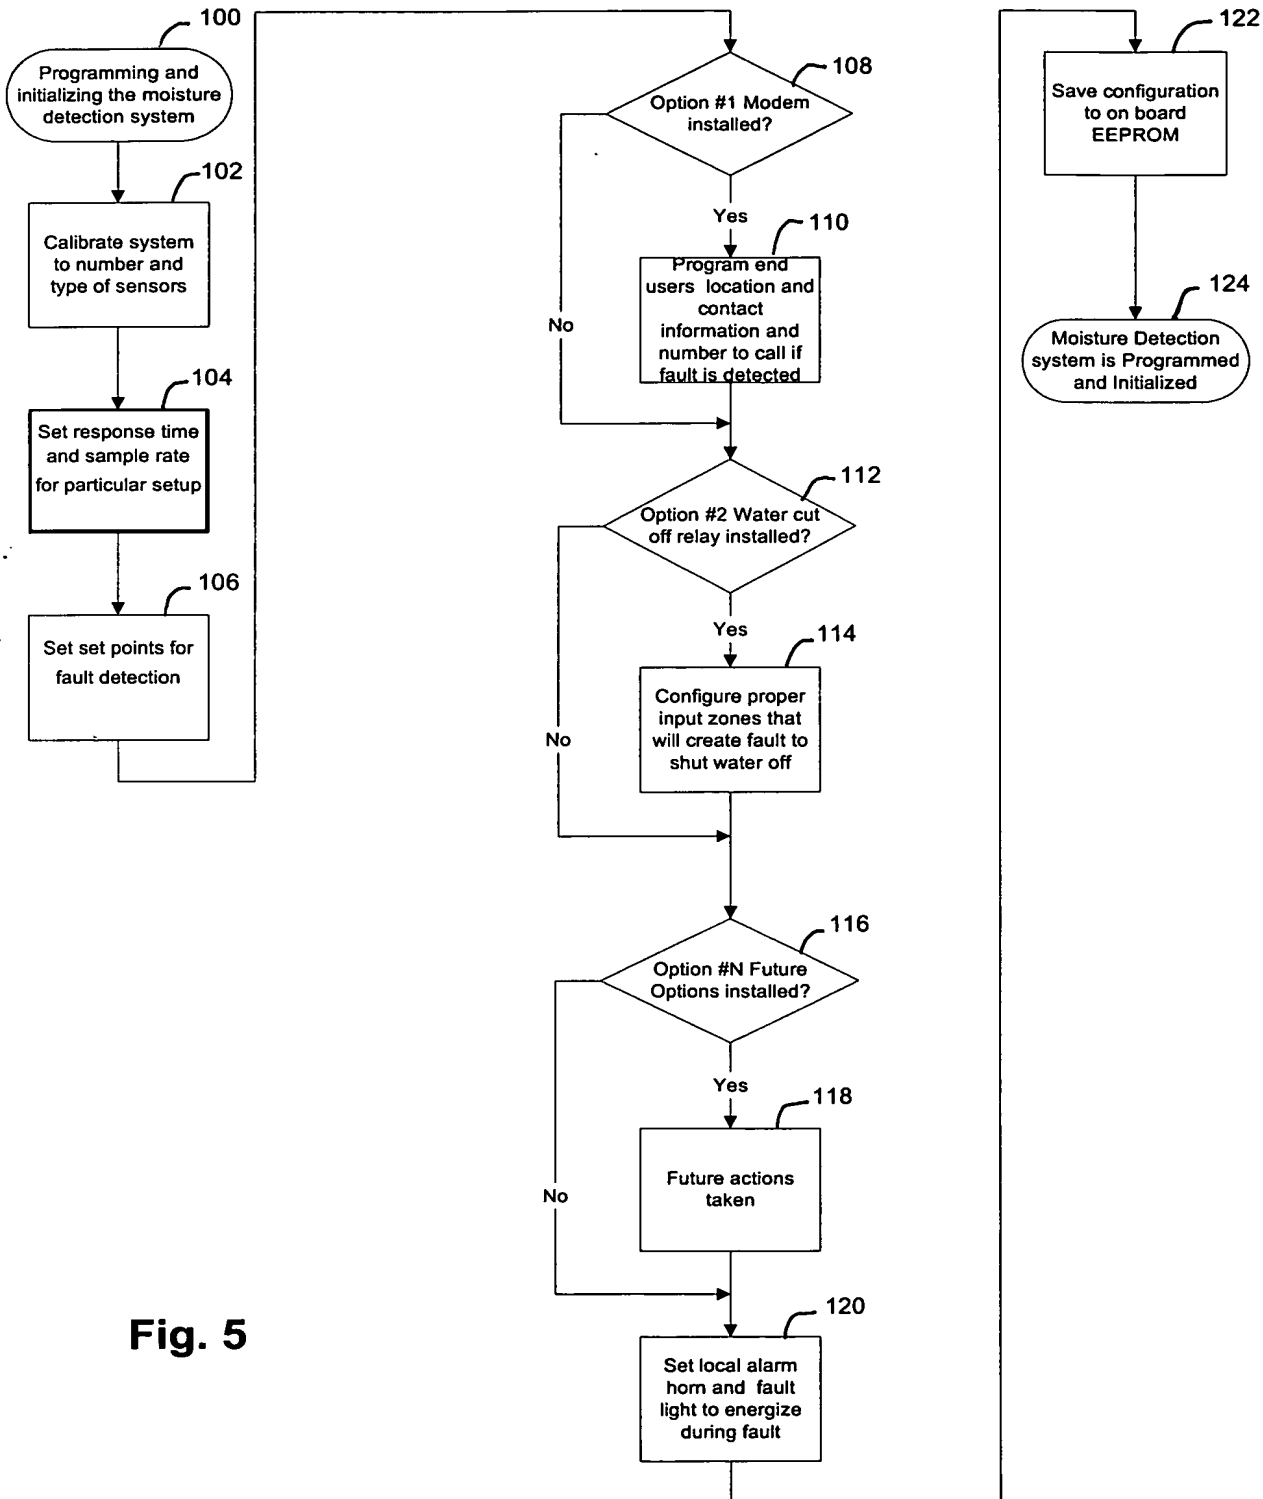 100
Programming and
initializing the moisture
detection system
102
Calibrate system
to number and
type of sensors
104
Set response time
and sample rate
for particular setup
106
Set set points for
fault detection
108
Option #1 Modem
installed?
Yes
No
110
Program end
users location and
contact
information and
number to call if
fault is detected
112
Option #2 Water cut
off relay installed?
Yes
No
114
Configure proper
input zones that
will create fault to
shut water off
116
Option #N Future
Options installed?
Yes
No
118
Future actions
taken
120
Set local alarm
horn and fault
light to energize
during fault
122
Save configuration
to on board
EEPROM
124
Moisture Detection
system is Programmed
and Initialized
Fig. 5